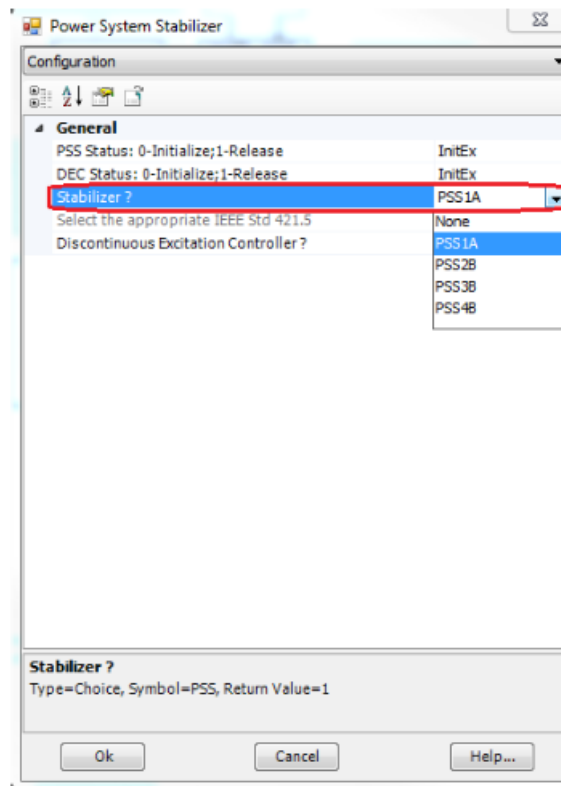 Power System Stabilizer
Configuration
General
PSS Status: 0-Initialize;1-Release InitEx
DEC Status: 0-Initialize;1-Release InitEx
Stabilizer ? PSS1A
Select the appropriate IEEE Std 421.5 None
Discontinuous Excitation Controller ? PSS1A
PSS2B
PSS3B
PSS4B
Stabilizer ?
Type=Choice, Symbol=PSS, Return Value=1
Ok Cancel Help...